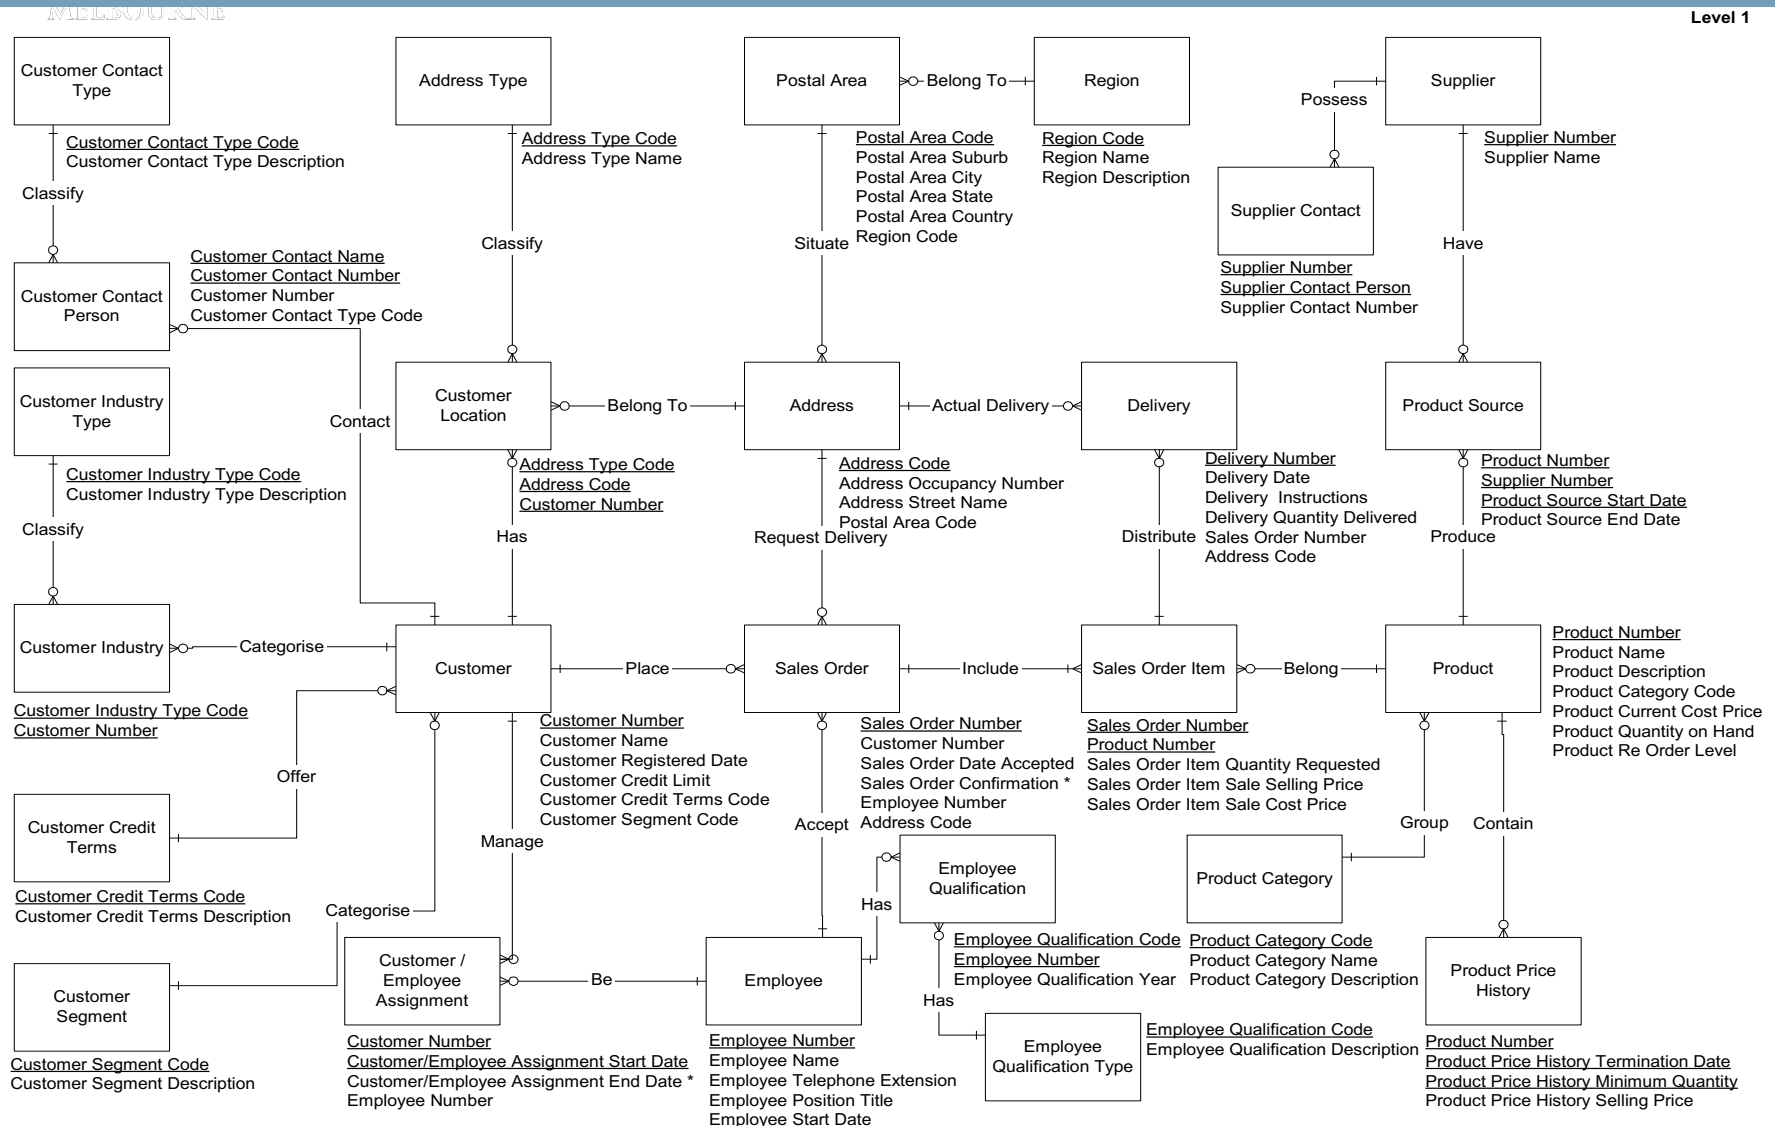 MELBOURNE
Level 1
Customer Contact
Type
Address Type
Postal Area
Belong To
Region
Supplier
Possess
Customer Contact Type Code
Customer Contact Type Description
Address Type Code
Address Type Name
Postal Area Code
Postal Area Suburb
Postal Area City
Postal Area State
Postal Area Country
Region Code
Region Code
Region Name
Region Description
Supplier Number
Supplier Name
Classify
Classify
Situate
Supplier Contact
Have
Supplier Number
Supplier Contact Person
Supplier Contact Number
Customer Contact
Person
Customer Contact Name
Customer Contact Number
Customer Number
Customer Contact Type Code
Customer Industry
Type
Contact
Customer
Location
Belong To
Address
Actual Delivery
Delivery
Product Source
Customer Industry Type Code
Customer Industry Type Description
Address Type Code
Address Code
Customer Number
Address Code
Address Occupancy Number
Address Street Name
Postal Area Code
Delivery Number
Delivery Date
Delivery Instructions
Delivery Quantity Delivered
Sales Order Number
Address Code
Product Number
Supplier Number
Product Source Start Date
Product Source End Date
Classify
Has
Request Delivery
Distribute
Produce
Customer Industry
Categorise
Customer
Place
Sales Order
Include
Sales Order Item
Belong
Product
Product Number
Product Name
Product Description
Product Category Code
Product Current Cost Price
Product Quantity on Hand
Product Re Order Level
Customer Industry Type Code
Customer Number
Customer Number
Customer Name
Customer Registered Date
Customer Credit Limit
Customer Credit Terms Code
Customer Segment Code
Sales Order Number
Customer Number
Sales Order Date Accepted
Sales Order Confirmation *
Employee Number
Address Code
Sales Order Number
Product Number
Sales Order Item Quantity Requested
Sales Order Item Sale Selling Price
Sales Order Item Sale Cost Price
Offer
Manage
Accept
Group
Contain
Customer Credit
Terms
Customer Credit Terms Code
Customer Credit Terms Description
Categorise
Has
Employee
Qualification
Product Category
Employee Qualification Code
Employee Number
Employee Qualification Year
Product Category Code
Product Category Name
Product Category Description
Customer
Segment
Customer /
Employee
Assignment
Be
Employee
Has
Product Price
History
Employee
Qualification Type
Employee Qualification Code
Employee Qualification Description
Customer Segment Code
Customer Segment Description
Customer Number
Customer/Employee Assignment Start Date
Customer/Employee Assignment End Date *
Employee Number
Employee Number
Employee Name
Employee Telephone Extension
Employee Position Title
Employee Start Date
Product Number
Product Price History Termination Date
Product Price History Minimum Quantity
Product Price History Selling Price